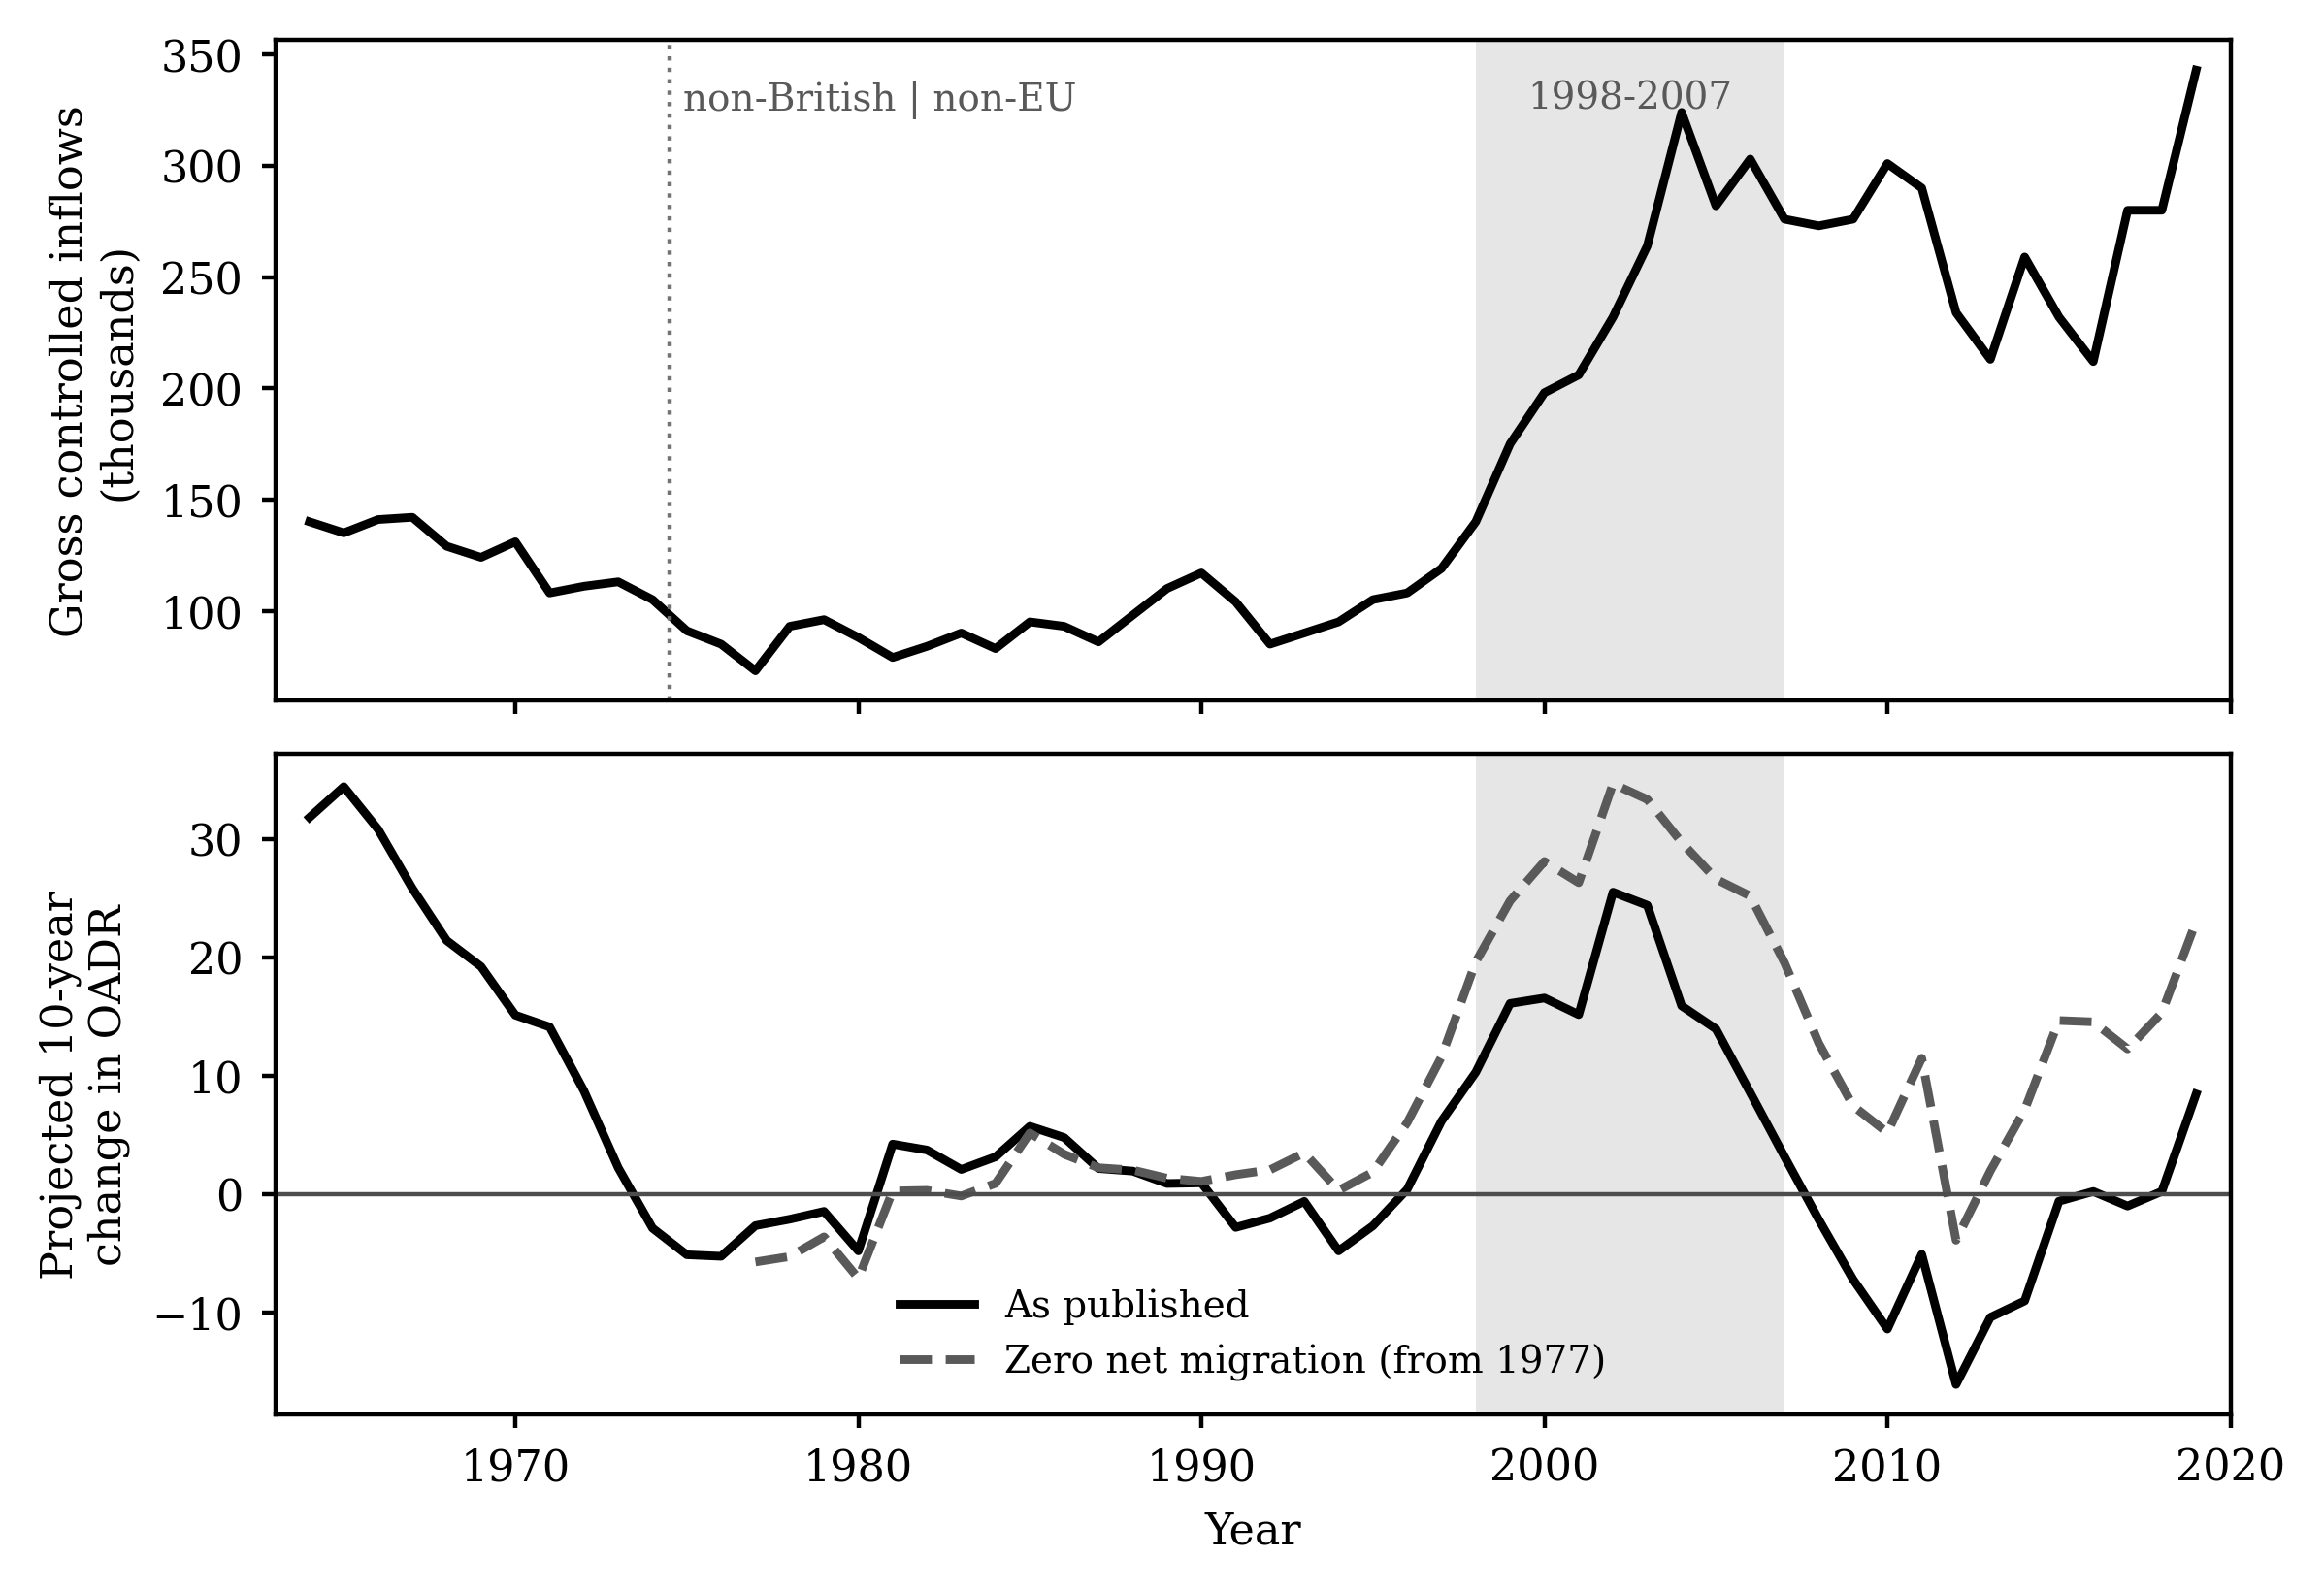 Gross controlled inflows
(thousands)
350
300
250
200
150
100
non-British | non-EU
1998-2007
Projected 10-year
change in OADR
30
20
10
0
−10
As published
Zero net migration (from 1977)
1970
1980
1990
2000
2010
2020
Year